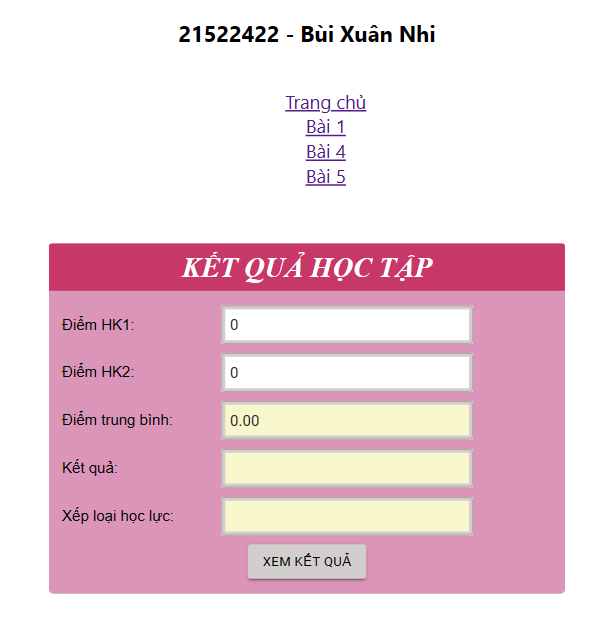 21522422 - Bùi Xuân Nhi
Trang chủ
Bài 1
Bài 4
Bài 5
KẾT QUẢ HỌC TẬP
Điểm HK1: 0
Điểm HK2: 0
Điểm trung bình: 0.00
Kết quả:
Xếp loại học lực:
XEM KẾT QUẢ